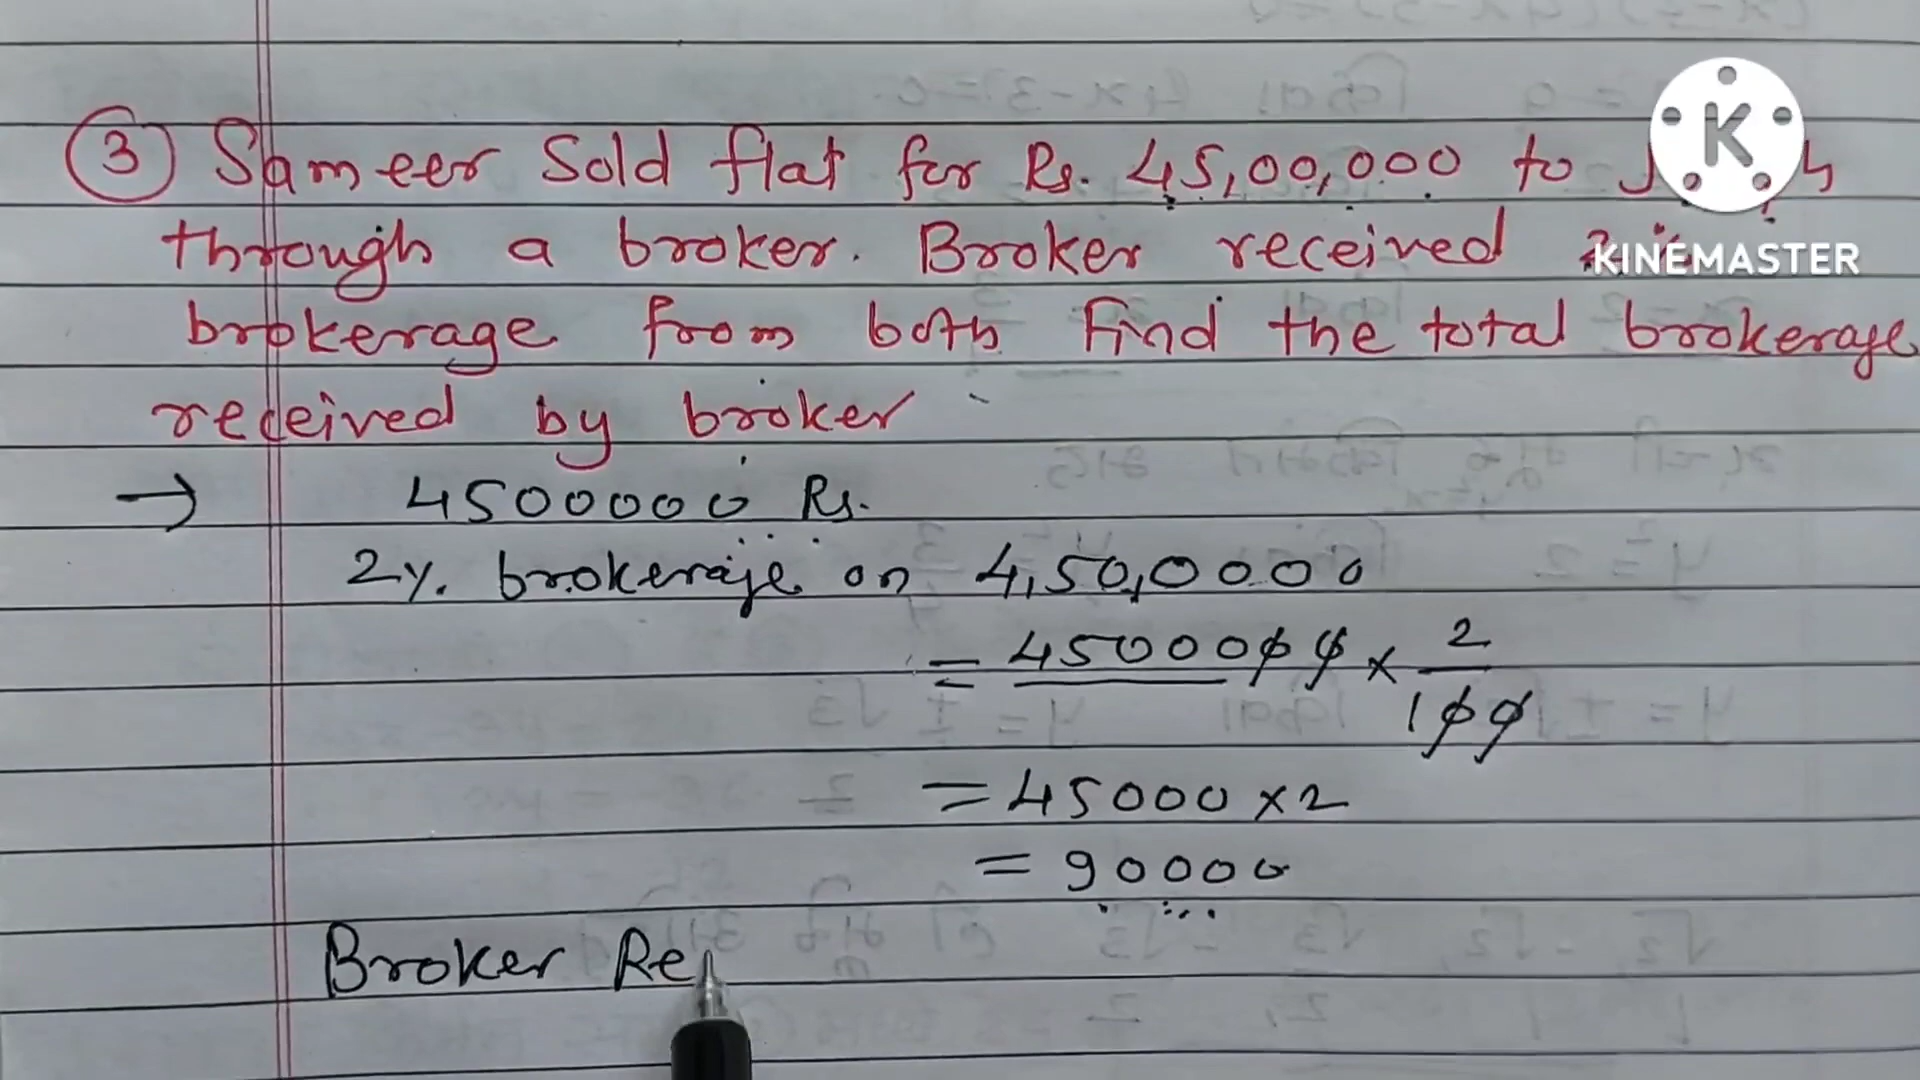 3 Sameer Sold flat for Rs. 45,00,000 to
through a broker. Broker received
brokerage from both Find the total brokerage
received by broker
→ 4500000 Rs.
2%. brokeraje on 4,50,0000
= 4500000 × 2/100
= 45000 × 2
= 90000
Broker Re
K
KINEMASTER